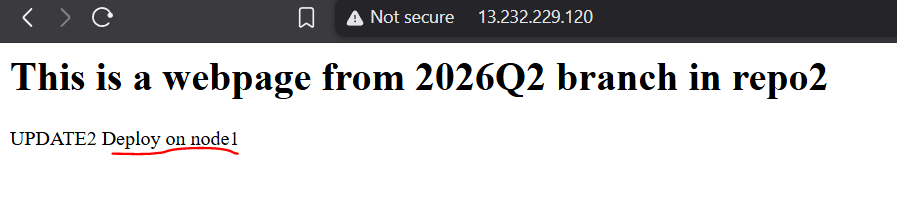 Not secure 13.232.229.120
This is a webpage from 2026Q2 branch in repo2
UPDATE2 Deploy on node1